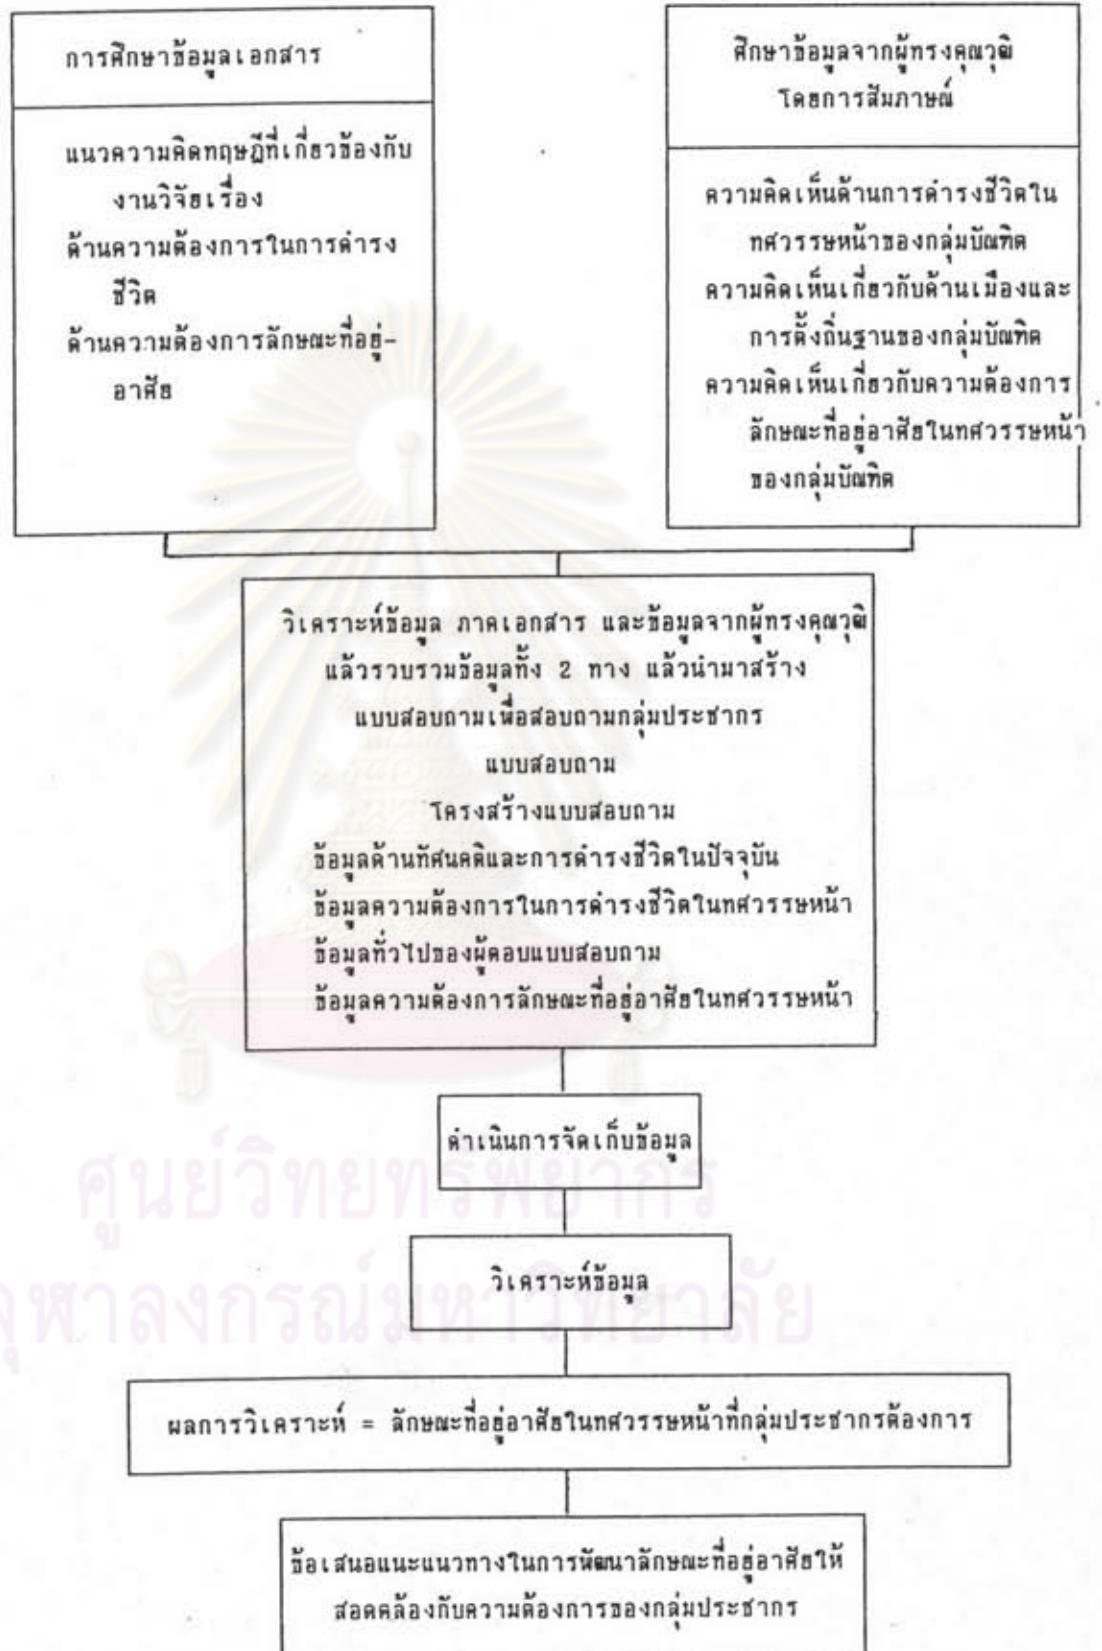 การศึกษาข้อมูลเอกสาร
แนวความคิดทฤษฎีที่เกี่ยวข้องกับ
งานวิจัยเรื่อง
ด้านความต้องการในการดำรง
ชีวิต
ด้านความต้องการลักษณะที่อยู่-
อาศัย
ศึกษาข้อมูลจากผู้ทรงคุณวุฒิ
โดยการสัมภาษณ์
ความคิดเห็นด้านการดำรงชีวิตใน
ทศวรรษหน้าของกลุ่มบัณฑิต
ความคิดเห็นเกี่ยวกับด้านเมืองและ
การตั้งถิ่นฐานของกลุ่มบัณฑิต
ความคิดเห็นเกี่ยวกับความต้องการ
ลักษณะที่อยู่อาศัยในทศวรรษหน้า
ของกลุ่มบัณฑิต
วิเคราะห์ข้อมูล ภาคเอกสาร และข้อมูลจากผู้ทรงคุณวุฒิ
แล้วรวบรวมข้อมูลทั้ง 2 ทาง แล้วนำมาสร้าง
แบบสอบถามเพื่อสอบถามกลุ่มประชากร
แบบสอบถาม
โครงสร้างแบบสอบถาม
ข้อมูลด้านทัศนคติและการดำรงชีวิตในปัจจุบัน
ข้อมูลความต้องการในการดำรงชีวิตในทศวรรษหน้า
ข้อมูลทั่วไปของผู้ตอบแบบสอบถาม
ข้อมูลความต้องการลักษณะที่อยู่อาศัยในทศวรรษหน้า
ดำเนินการจัดเก็บข้อมูล
ศูนย์วิทยทรัพยากร
วิเคราะห์ข้อมูล
จุฬาลงกรณ์มหาวิทยาลัย
ผลการวิเคราะห์ = ลักษณะที่อยู่อาศัยในทศวรรษหน้าที่กลุ่มประชากรต้องการ
ข้อเสนอแนะแนวทางในการพัฒนาลักษณะที่อยู่อาศัยให้
สอดคล้องกับความต้องการของกลุ่มประชากร